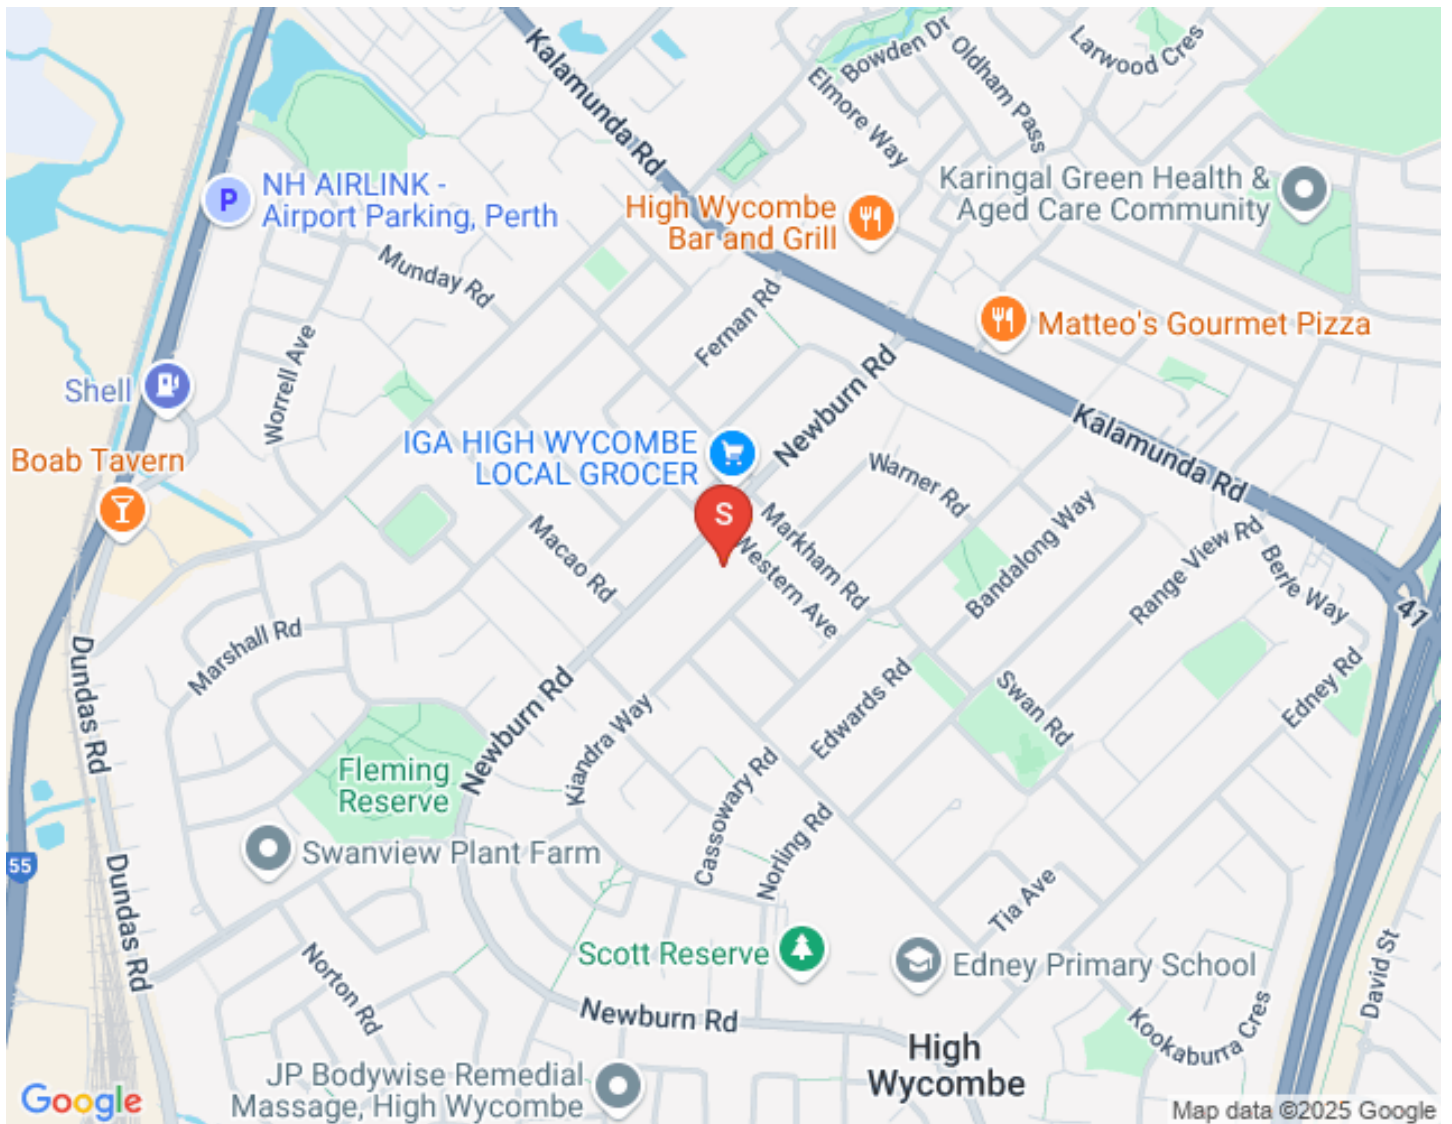 Bowden Dr
Oldham Pass
Larwood Cres
Kalamunda Rd
Elmore Way
NH AIRLINK -
Airport Parking, Perth
P
High Wycombe
Bar and Grill
Karingal Green Health &
Aged Care Community
Munday Rd
Fernan Rd
Matteo's Gourmet Pizza
Worrell Ave
Shell
Newburn Rd
Kalamunda Rd
IGA HIGH WYCOMBE
LOCAL GROCER
Boab Tavern
Warner Rd
S
Markham Rd
Western Ave
Macao Rd
Bandalong Way
Range View Rd
Berle Way
41
Marshall Rd
Dundas Rd
Newburn Rd
Kiandra Way
Edwards Rd
Swan Rd
Edney Rd
Fleming
Reserve
Cassowary Rd
Norling Rd
Swanview Plant Farm
55
Dundas Rd
Tia Ave
Norton Rd
Scott Reserve
Edney Primary School
David St
Newburn Rd
Kookaburra Cres
High
Wycombe
JP Bodywise Remedial
Massage, High Wycombe
Google
Map data ©2025 Google